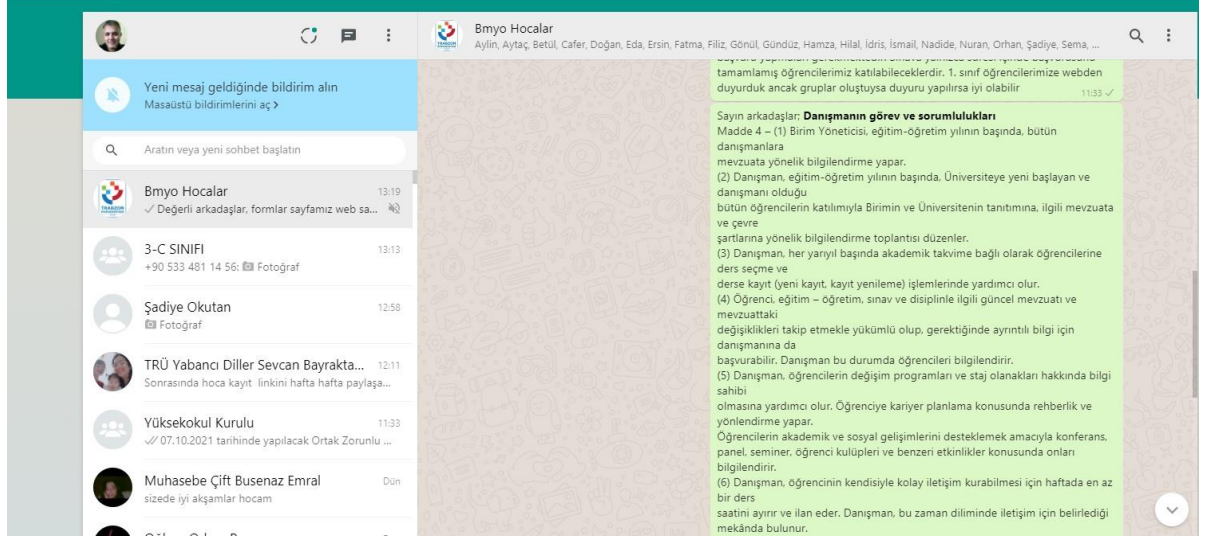 Bmyo Hocalar
Aylin, Aytaç, Betül, Cafer, Doğan, Eda, Ersin, Fatma, Filiz, Gönül, Gündüz, Hamza, Hilal, İdris, İsmail, Nadide, Nuran, Orhan, Şadiye, Sema, ...
Yeni mesaj geldiğinde bildirim alın
Masaüstü bildirimlerini aç >
Aratın veya yeni sohbet başlatın
Bmyo Hocalar 13:19
Değerli arkadaşlar, formlar sayfamız web sa...
3-C SINIFI 13:13
+90 533 481 14 56: Fotoğraf
Şadiye Okutan 12:58
Fotoğraf
TRÜ Yabancı Diller Sevcan Bayrakta... 12:11
Sonrasında hoca kayıt linkini hafta hafta paylaşa...
Yüksekokul Kurulu 11:33
07.10.2021 tarihinde yapılacak Ortak Zorunlu ...
Muhasebe Çift Busenaz Emral Dün
sizede iyi akşamlar hocam
tamamlamış öğrencilerimiz katılabileceklerdir. 1. sınıf öğrencilerimize webden
duyurduk ancak gruplar oluştuysa duyuru yapılırsa iyi olabilir 11:33
Sayın arkadaşlar; Danışmanın görev ve sorumlulukları
Madde 4 – (1) Birim Yöneticisi, eğitim-öğretim yılının başında, bütün
danışmanlara
mevzuata yönelik bilgilendirme yapar.
(2) Danışman, eğitim-öğretim yılının başında, Üniversiteye yeni başlayan ve
danışmanı olduğu
bütün öğrencilerin katılımıyla Birimin ve Üniversitenin tanıtımına, ilgili mevzuata
ve çevre
şartlarına yönelik bilgilendirme toplantısı düzenler.
(3) Danışman, her yarıyıl başında akademik takvime bağlı olarak öğrencilerine
ders seçme ve
derse kayıt (yeni kayıt, kayıt yenileme) işlemlerinde yardımcı olur.
(4) Öğrenci, eğitim – öğretim, sınav ve disiplinle ilgili güncel mevzuatı ve
mevzuattaki
değişiklikleri takip etmekle yükümlü olup, gerektiğinde ayrıntılı bilgi için
danışmanına da
başvurabilir. Danışman bu durumda öğrencileri bilgilendirir.
(5) Danışman, öğrencilerin değişim programları ve staj olanakları hakkında bilgi
sahibi
olmasına yardımcı olur. Öğrenciye kariyer planlama konusunda rehberlik ve
yönlendirme yapar.
Öğrencilerin akademik ve sosyal gelişimlerini desteklemek amacıyla konferans,
panel, seminer, öğrenci kulüpleri ve benzeri etkinlikler konusunda onları
bilgilendirir.
(6) Danışman, öğrencinin kendisiyle kolay iletişim kurabilmesi için haftada en az
bir ders
saatini ayırır ve ilan eder. Danışman, bu zaman diliminde iletişim için belirlediği
mekânda bulunur.